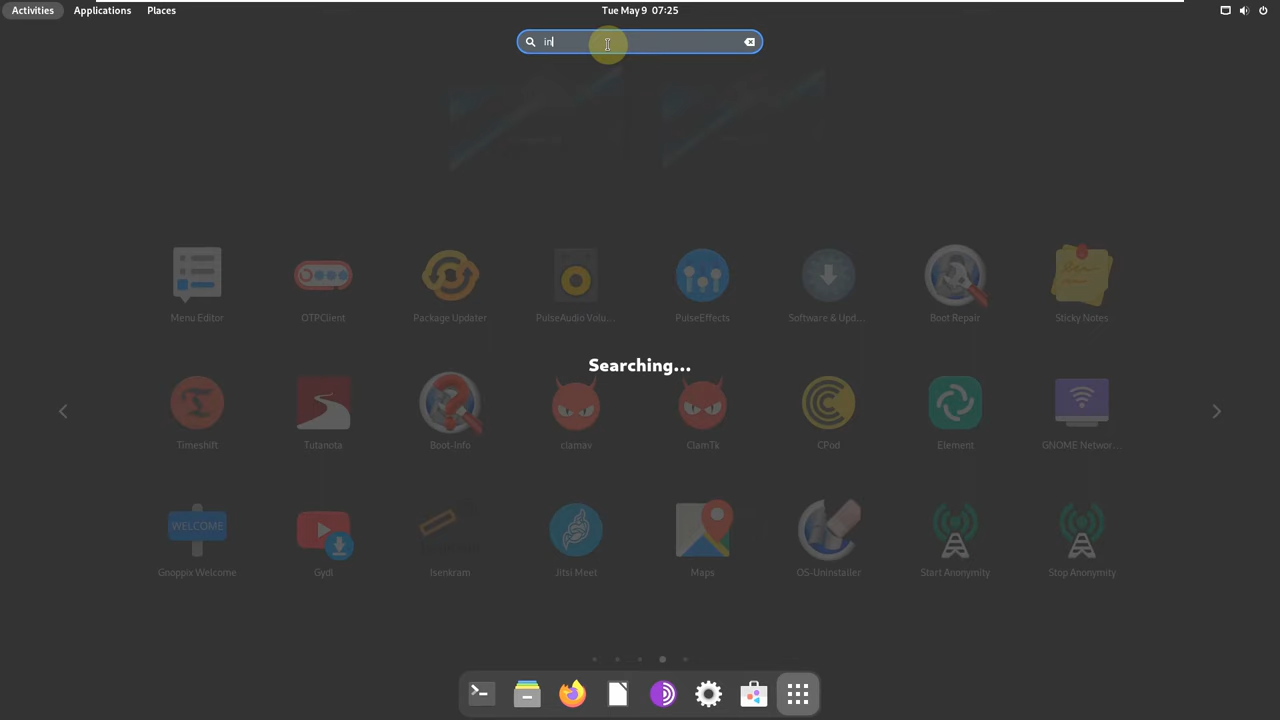 Activities Applications Places Tue May 9 07:25
in
Menu Editor OTPClient Package Updater PulseAudio Volu... PulseEffects Software & Upd... Boot Repair Sticky Notes
Searching...
Timeshift Tutanota Boot-Info clamav ClamTk CPod Element GNOME Networ...
WELCOME
Gnoppix Welcome Gydl Isenkram Jitsi Meet Maps OS-Uninstaller Start Anonymity Stop Anonymity